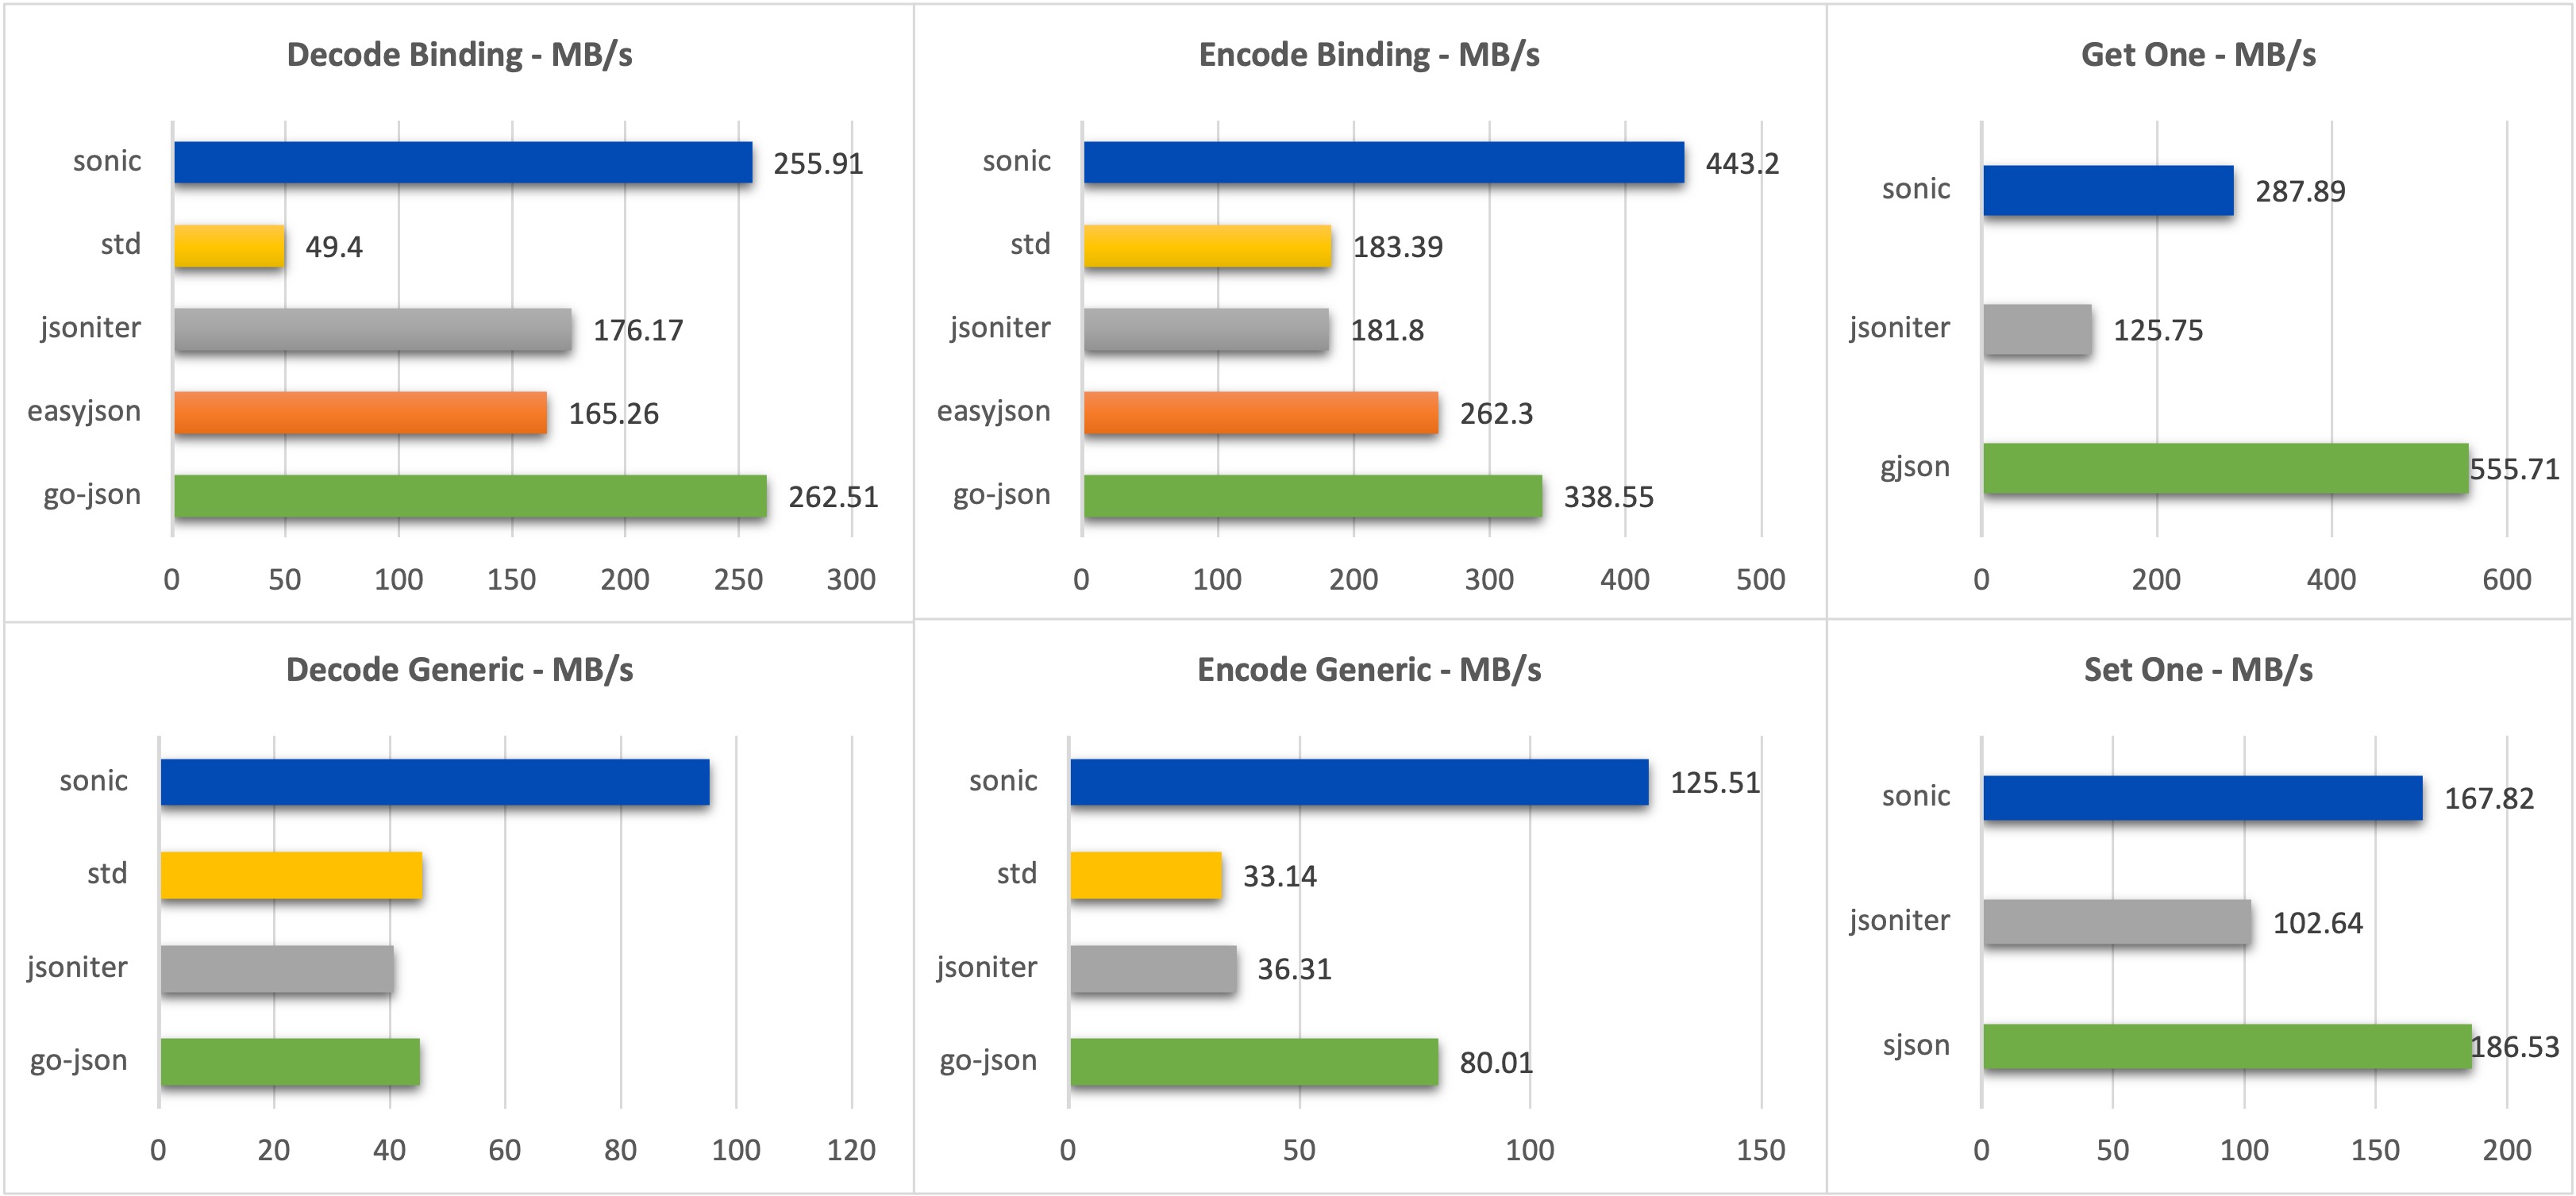 Decode Binding - MB/s
sonic 255.91
std 49.4
jsoniter 176.17
easyjson 165.26
go-json 262.51
0 50 100 150 200 250 300
Encode Binding - MB/s
sonic 443.2
std 183.39
jsoniter 181.8
easyjson 262.3
go-json 338.55
0 100 200 300 400 500
Get One - MB/s
sonic 287.89
jsoniter 125.75
gjson 555.71
0 200 400 600
Decode Generic - MB/s
sonic
std
jsoniter
go-json
0 20 40 60 80 100 120
Encode Generic - MB/s
sonic 125.51
std 33.14
jsoniter 36.31
go-json 80.01
0 50 100 150
Set One - MB/s
sonic 167.82
jsoniter 102.64
sjson 186.53
0 50 100 150 200